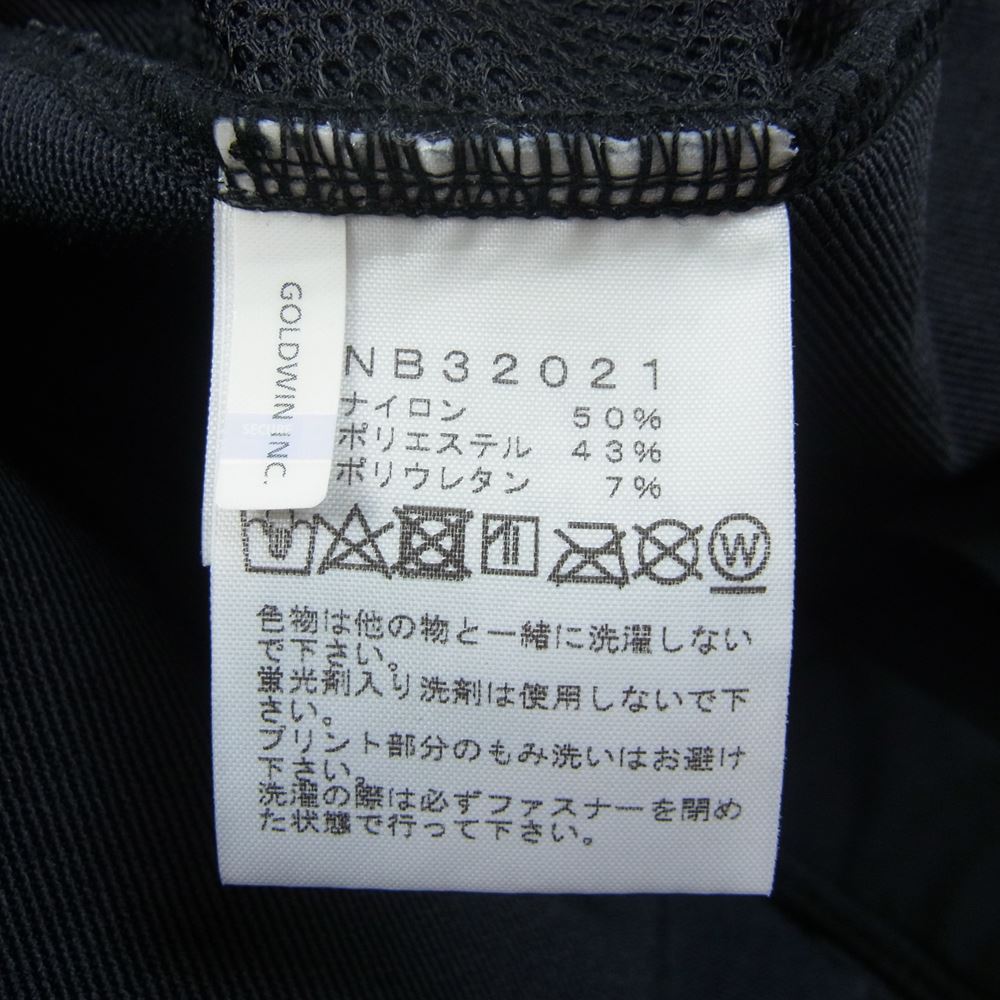 GOLDWIN INC.
SECURE
NB32021
ナイロン 50%
ポリエステル 43%
ポリウレタン 7%
W
色物は他の物と一緒に洗濯しない
で下さい。
蛍光剤入り洗剤は使用しないで下
さい。
プリント部分のもみ洗いはお避け
下さい。
洗濯の際は必ずファスナーを閉め
た状態で行って下さい。